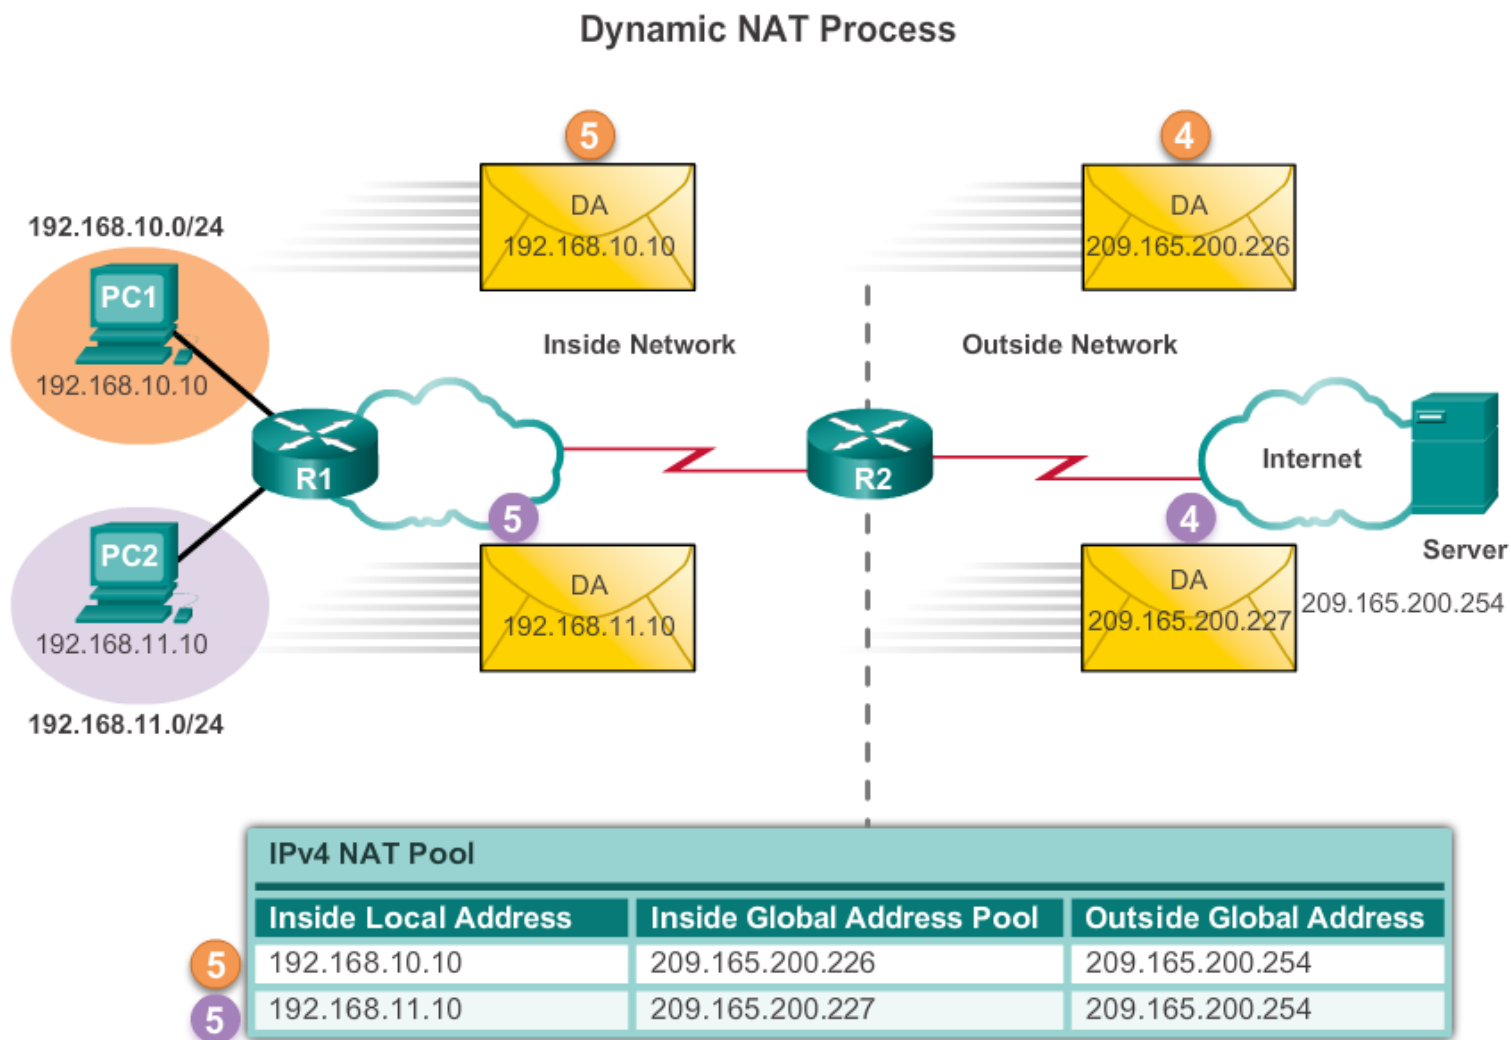 Dynamic NAT Process
5
4
DA
192.168.10.10
DA
209.165.200.226
192.168.10.0/24
PC1
192.168.10.10
Inside Network
Outside Network
R1
R2
Internet
Server
209.165.200.254
PC2
192.168.11.10
192.168.11.0/24
5
4
DA
192.168.11.10
DA
209.165.200.227
IPv4 NAT Pool
Inside Local Address Inside Global Address Pool Outside Global Address
5 192.168.10.10 209.165.200.226 209.165.200.254
5 192.168.11.10 209.165.200.227 209.165.200.254